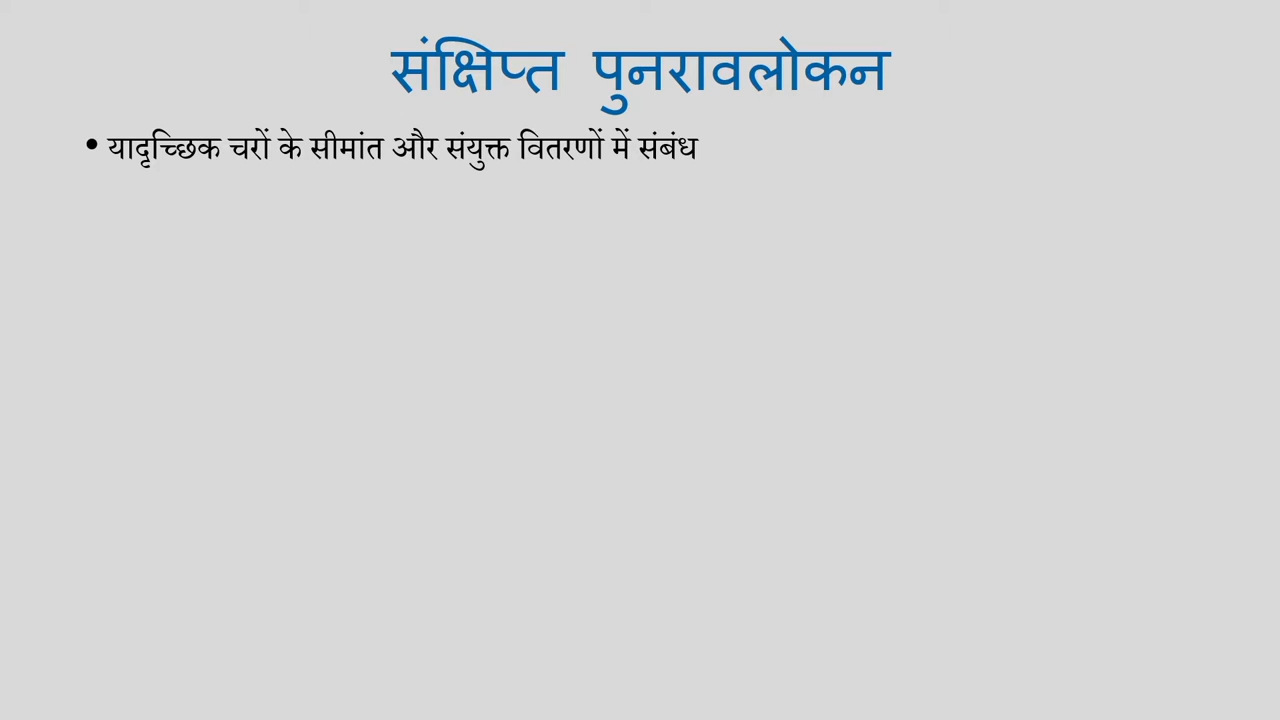 संक्षिप्त पुनरावलोकन
• यादृच्छिक चरों के सीमांत और संयुक्त वितरणों में संबंध